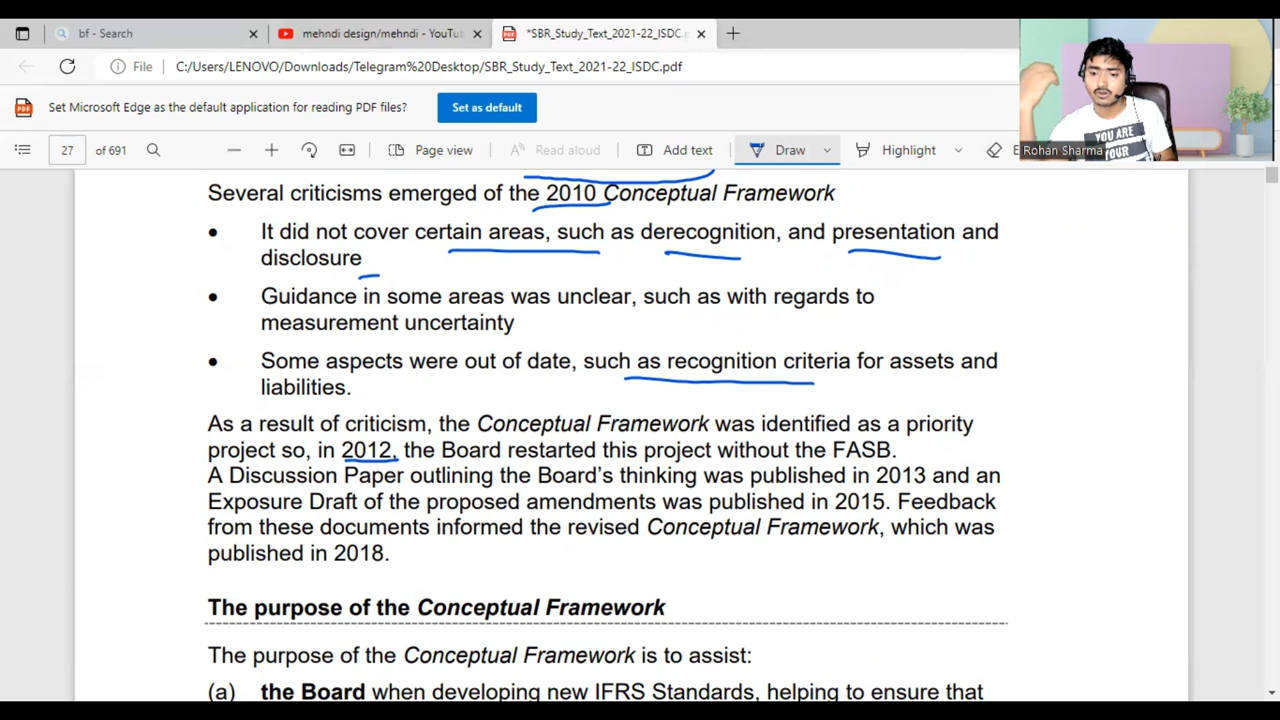 bf - Search
mehndi design/mehndi - YouTu
*SBR_Study_Text_2021-22_ISDC.p
File C:/Users/LENOVO/Downloads/Telegram%20Desktop/SBR_Study_Text_2021-22_ISDC.pdf
Set Microsoft Edge as the default application for reading PDF files? Set as default
27 of 691 Page view Read aloud Add text Draw Highlight E
YOU ARE
YOUR
Rohan Sharma
Several criticisms emerged of the 2010 Conceptual Framework
• It did not cover certain areas, such as derecognition, and presentation and
disclosure
• Guidance in some areas was unclear, such as with regards to
measurement uncertainty
• Some aspects were out of date, such as recognition criteria for assets and
liabilities.
As a result of criticism, the Conceptual Framework was identified as a priority
project so, in 2012, the Board restarted this project without the FASB.
A Discussion Paper outlining the Board's thinking was published in 2013 and an
Exposure Draft of the proposed amendments was published in 2015. Feedback
from these documents informed the revised Conceptual Framework, which was
published in 2018.
The purpose of the Conceptual Framework
The purpose of the Conceptual Framework is to assist:
(a) the Board when developing new IFRS Standards, helping to ensure that